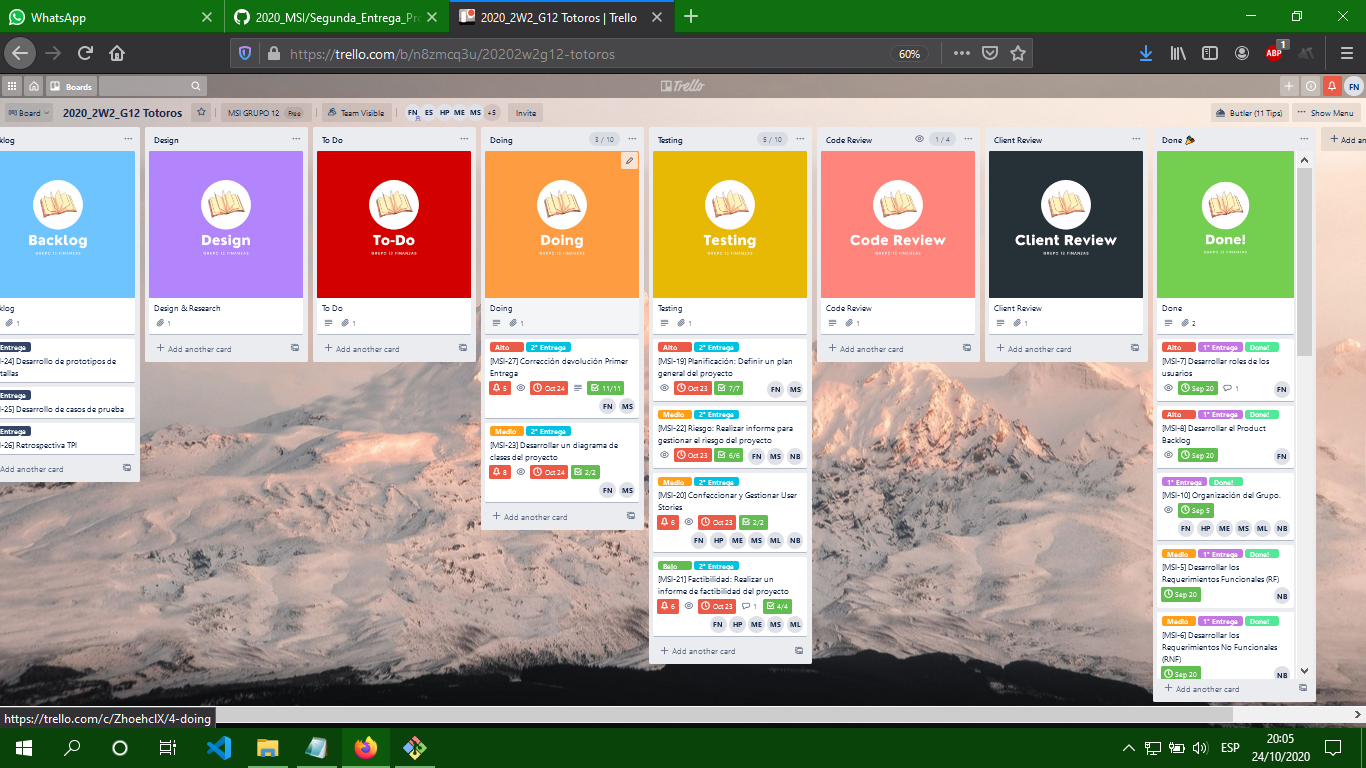 WhatsApp
2020_MSI/Segunda_Entrega_Pr
2020_2W2_G12 Totoros | Trello
https://trello.com/b/n8zmcq3u/20202w2g12-totoros
60%
ABP
1
Boards
Trello
FN
Board
2020_2W2_G12 Totoros
MSI GRUPO 12
Free
Team Visible
FN ES HP ME MS +5
Invite
Butler (11 Tips)
Show Menu
klog
Backlog
GRUPO 12 FINANZAS
klog
1
Entrega
I-24] Desarrollo de prototipos de
tallas
Entrega
I-25] Desarrollo de casos de prueba
Entrega
I-26] Retrospectiva TPI
Add another card
Design
Design
GRUPO 12 FINANZAS
Design & Research
1
Add another card
To Do
To-Do
GRUPO 12 FINANZAS
To Do
1
Add another card
Doing
3 / 10
Doing
GRUPO 12 FINANZAS
Doing
1
Alto 2° Entrega
[MSI-27] Corrección devolución Primer
Entrega
5 Oct 24 11/11
FN MS
Medio 2° Entrega
[MSI-23] Desarrollar un diagrama de
clases del proyecto
8 Oct 24 2/2
FN MS
Add another card
Testing
5 / 10
Testing
GRUPO 12 FINANZAS
Testing
1
Alto 2° Entrega
[MSI-19] Planificación: Definir un plan
general del proyecto
Oct 23 7/7
FN MS
Medio 2° Entrega
[MSI-22] Riesgo: Realizar informe para
gestionar el riesgo del proyecto
Oct 23 6/6
FN MS NB
Medio 2° Entrega
[MSI-20] Confeccionar y Gestionar User
Stories
6 Oct 23 2/2
FN HP ME MS ML NB
Bajo 2° Entrega
[MSI-21] Factibilidad: Realizar un
informe de factibilidad del proyecto
6 Oct 23 1 4/4
FN HP ME MS ML
Add another card
Code Review
1 / 4
Code Review
GRUPO 12 FINANZAS
Code Review
1
Add another card
Client Review
Client Review
GRUPO 12 FINANZAS
Client Review
1
Add another card
Done
Done!
GRUPO 12 FINANZAS
Done
2
Alto 1° Entrega Done!
[MSI-7] Desarrollar roles de los
usuarios
Sep 20 1
FN
Alto 1° Entrega Done!
[MSI-8] Desarrollar el Product
Backlog
Sep 20
FN
1° Entrega Done!
[MSI-10] Organización del Grupo.
Sep 5
FN HP ME MS ML NB
Medio 1° Entrega Done!
[MSI-5] Desarrollar los
Requerimientos Funcionales (RF)
Sep 20
NB
Medio 1° Entrega Done!
[MSI-6] Desarrollar los
Requerimientos No Funcionales
(RNF)
Sep 20
NB
Add another card
Add an
https://trello.com/c/ZhoehclX/4-doing
ESP
20:05
24/10/2020